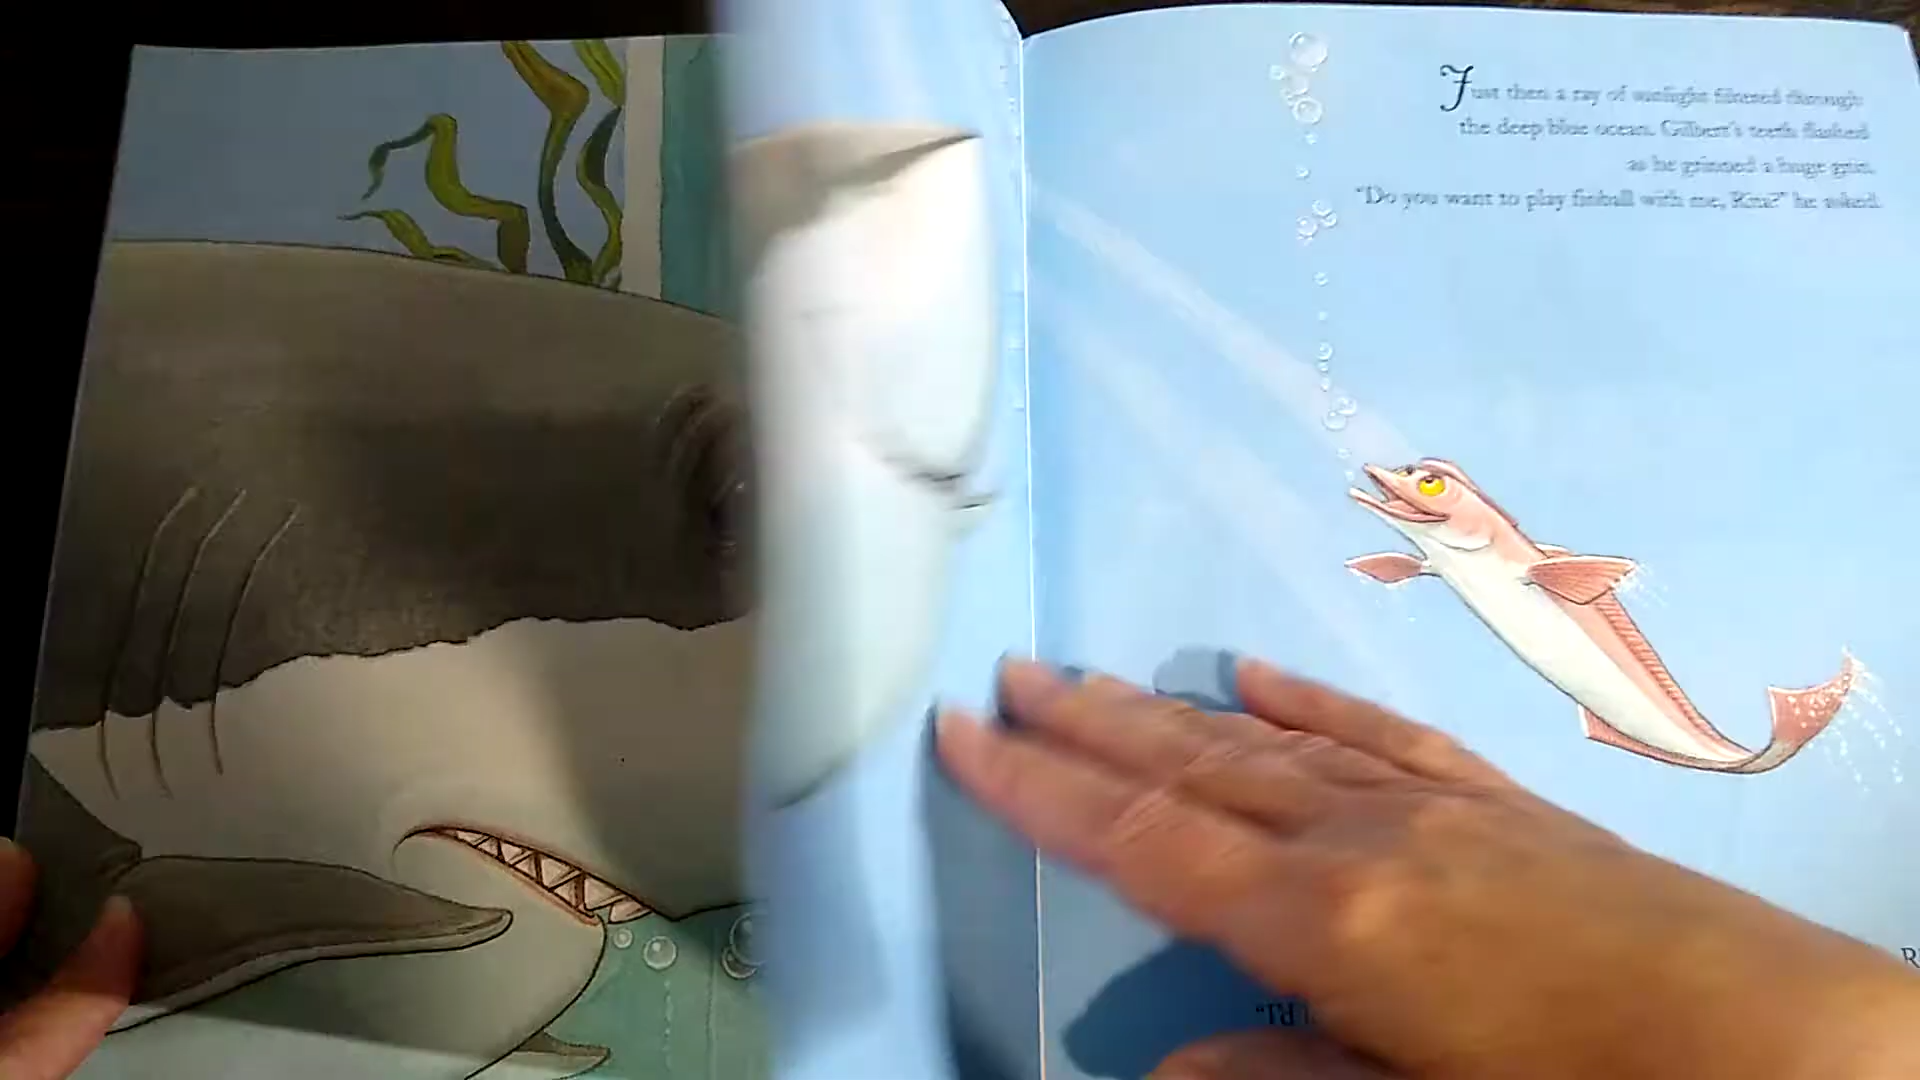 Just then a ray of sunlight filtered through
the deep blue ocean. Gilbert's teeth flashed
as he grinned a huge grin.
"Do you want to play finball with me, Rita?" he asked.